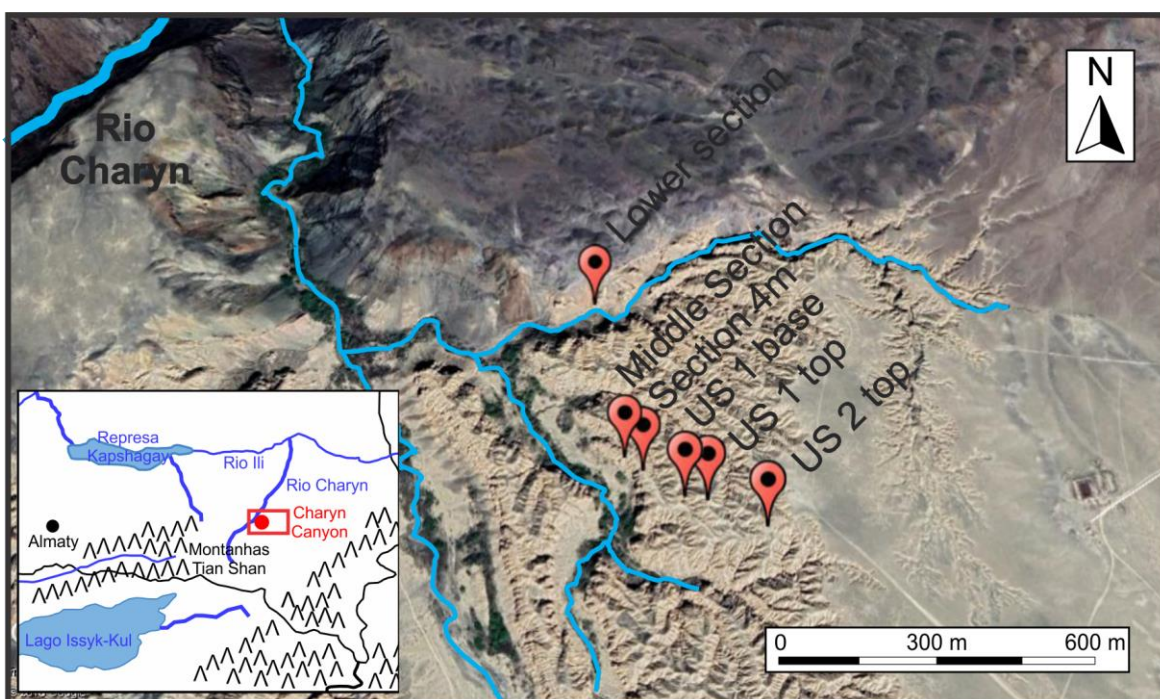 N
Rio
Charyn
Lower section
Middle Section
Section 4m
US 1 base
US 1 top
US 2 top
Represa
Kapshagay
Rio Ili
Rio Charyn
Charyn
Canyon
Almaty
Montanhas
Tian Shan
Lago Issyk-Kul
0 300 m 600 m